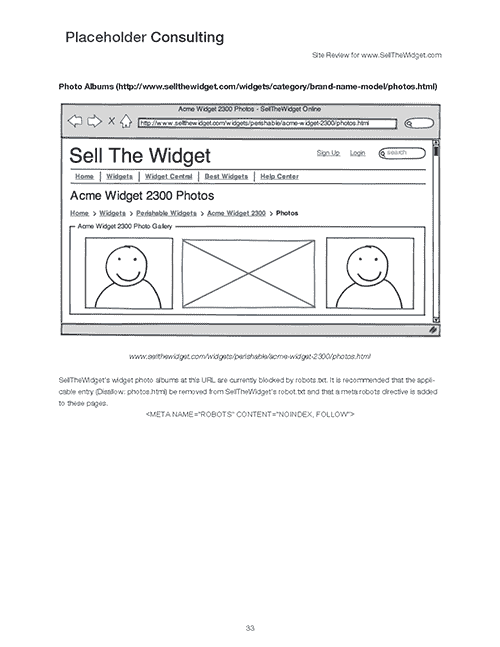 Placeholder Consulting
Site Review for www.SellTheWidget.com
Photo Albums (http://www.sellthewidget.com/widgets/category/brand-name-model/photos.html)
Acme Widget 2300 Photos - SellTheWidget Online
http://www.sellthewidget.com/widgets/perishable/acme-widget-2300/photos.html
Sell The Widget
Sign Up Login search
Home | Widgets | Widget Central | Best Widgets | Help Center
Acme Widget 2300 Photos
Home > Widgets > Perishable Widgets > Acme Widget 2300 > Photos
Acme Widget 2300 Photo Gallery
www.sellthewidget.com/widgets/perishable/acme-widget-2300/photos.html
SellTheWidget's widget photo albums at this URL are currently blocked by robots.txt. It is recommended that the appli-
cable entry (Disallow: photos.html) be removed from SellTheWidget's robot.txt and that a meta robots directive is added
to these pages.
<META NAME="ROBOTS" CONTENT="NOINDEX, FOLLOW">
33